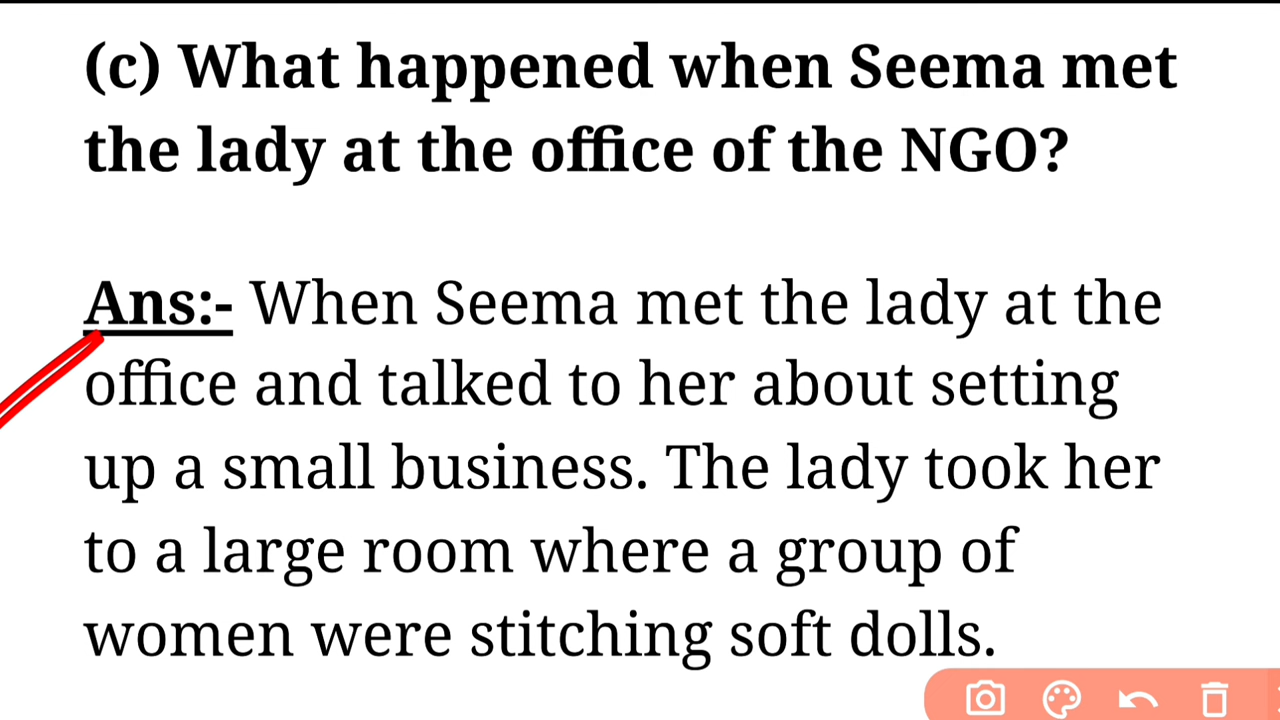 (c) What happened when Seema met
the lady at the office of the NGO?
Ans:- When Seema met the lady at the
office and talked to her about setting
up a small business. The lady took her
to a large room where a group of
women were stitching soft dolls.